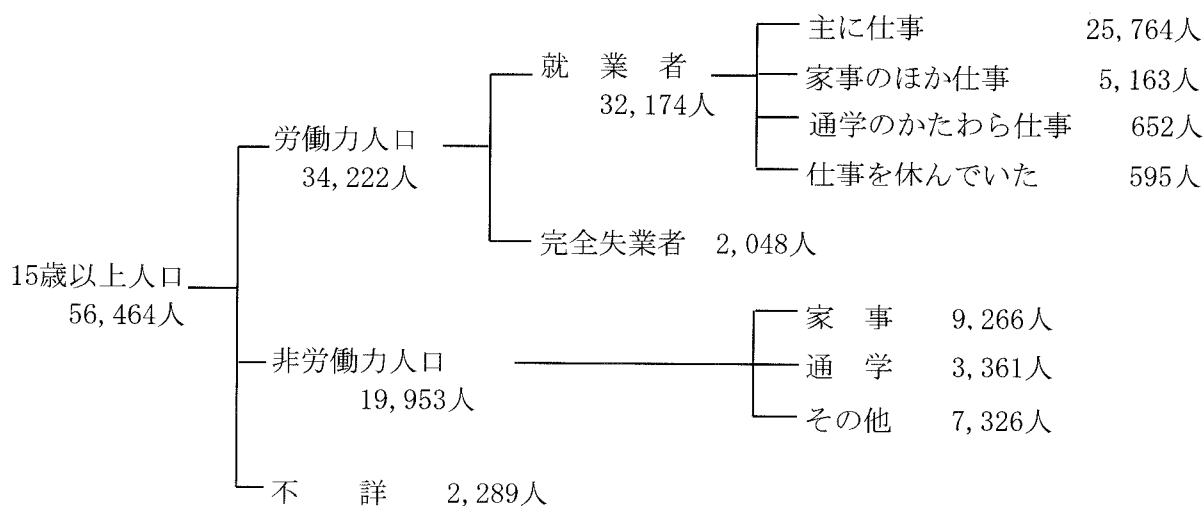 主に仕事 25,764人
就業者
32,174人
家事のほか仕事 5,163人
通学のかたわら仕事 652人
仕事を休んでいた 595人
労働力人口
34,222人
完全失業者 2,048人
15歳以上人口
56,464人
家事 9,266人
非労働力人口
19,953人
通学 3,361人
その他 7,326人
不詳 2,289人